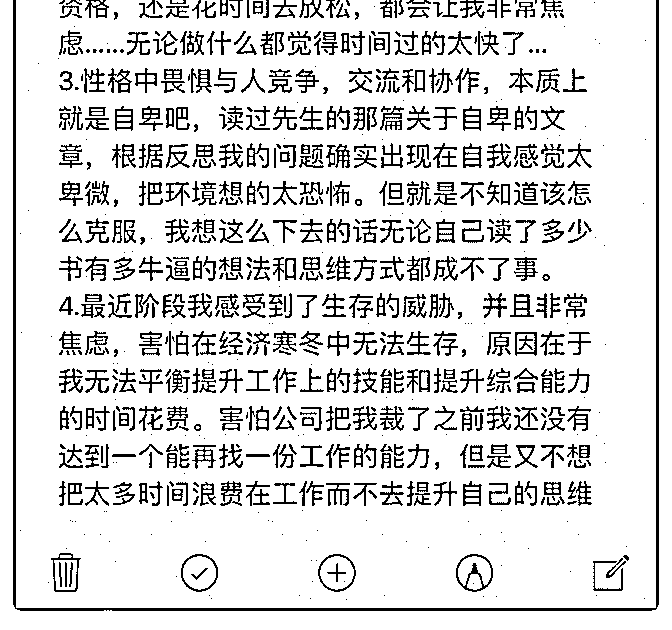 资格，还是花时间去放松，都会让我非常焦
虑……无论做什么都觉得时间过的太快了...
3.性格中畏惧与人竞争，交流和协作，本质上
就是自卑吧，读过先生的那篇关于自卑的文
章，根据反思我的问题确实出现在自我感觉太
卑微，把环境想的太恐怖。但就是不知道该怎
么克服，我想这么下去的话无论自己读了多少
书有多牛逼的想法和思维方式都成不了事。
4.最近阶段我感受到了生存的威胁，并且非常
焦虑，害怕在经济寒冬中无法生存，原因在于
我无法平衡提升工作上的技能和提升综合能力
的时间花费。害怕公司把我裁了之前我还没有
达到一个能再找一份工作的能力，但是又不想
把太多时间浪费在工作而不去提升自己的思维